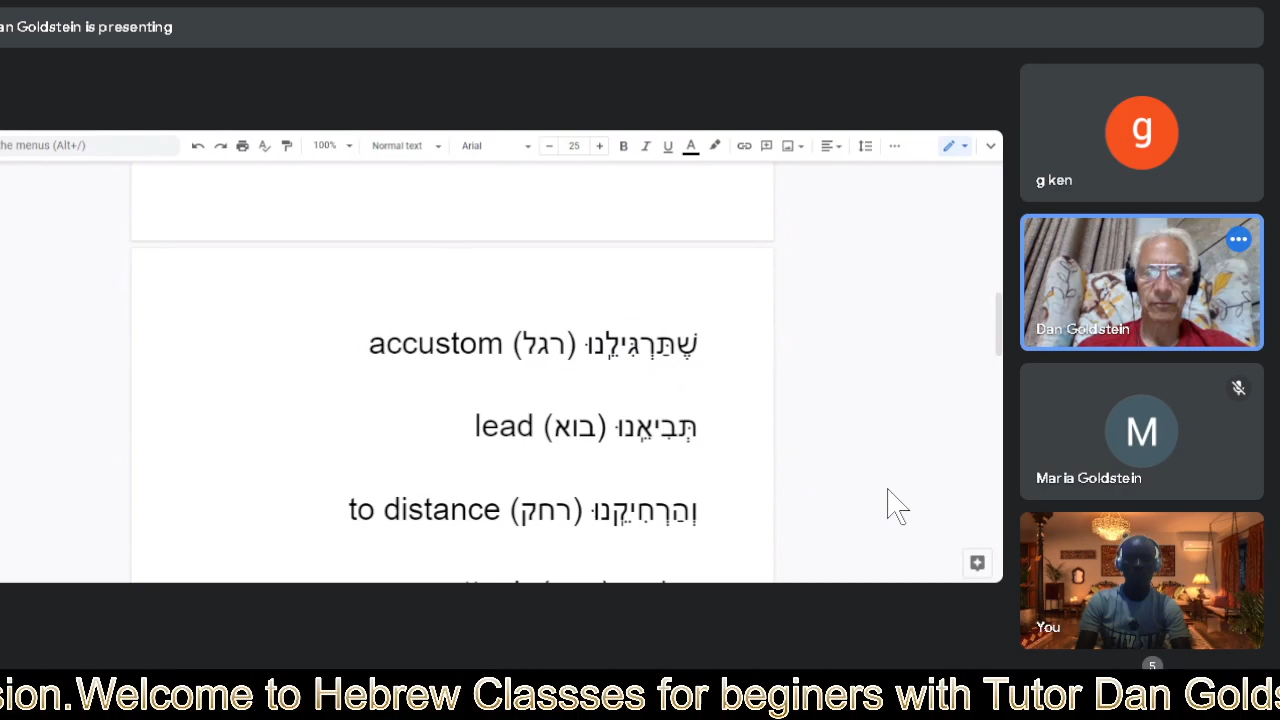 an Goldstein is presenting
the menus (Alt+/)
100%
Normal text
Arial
25
B I U A
g
g ken
שֶׁתַּרְגִּילֵֽנוּ (רגל) accustom
Dan Goldstein
תְּבִיאֵֽנוּ (בוא) lead
M
Maria Goldstein
וְהַרְחִיקֵֽנוּ (רחק) to distance
You
5
sion.Welcome to Hebrew Classses for beginers with Tutor Dan Golds